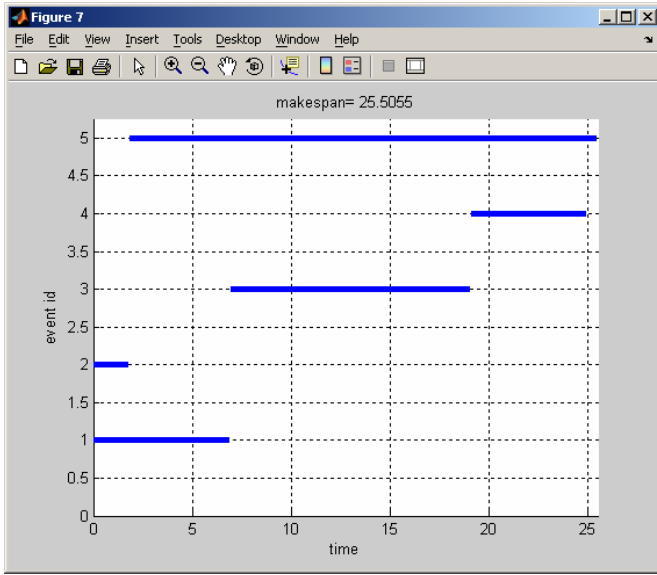 Figure 7
File Edit View Insert Tools Desktop Window Help
makespan= 25.5055
5
4.5
4
3.5
3
2.5
2
1.5
1
0.5
0
event id
0 5 10 15 20 25
time